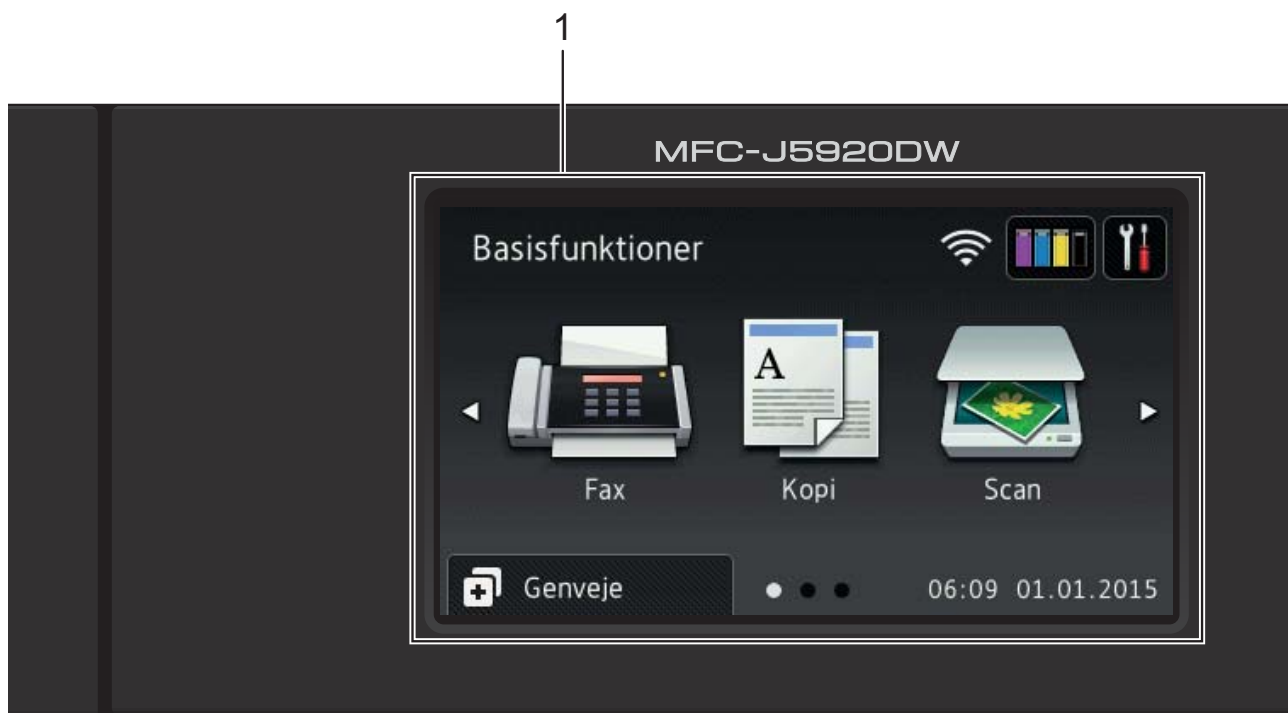 1
MFC-J5920DW
Basisfunktioner
A
Fax
Kopi
Scan
Genveje
06:09 01.01.2015